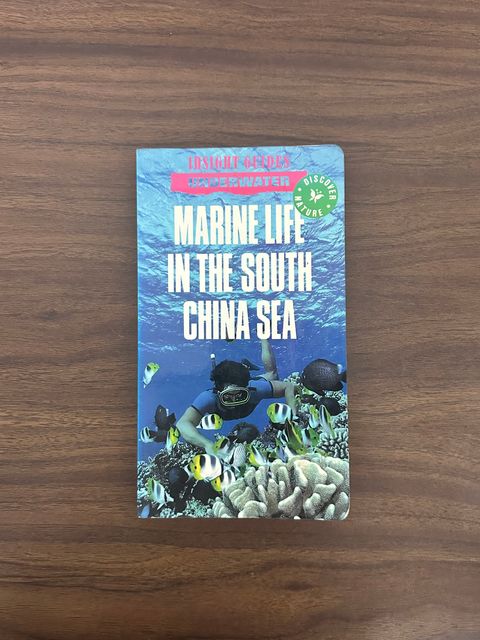 INSIGHT GUIDES
UNDERWATER
DISCOVER
NATURE
MARINE LIFE
IN THE SOUTH
CHINA SEA